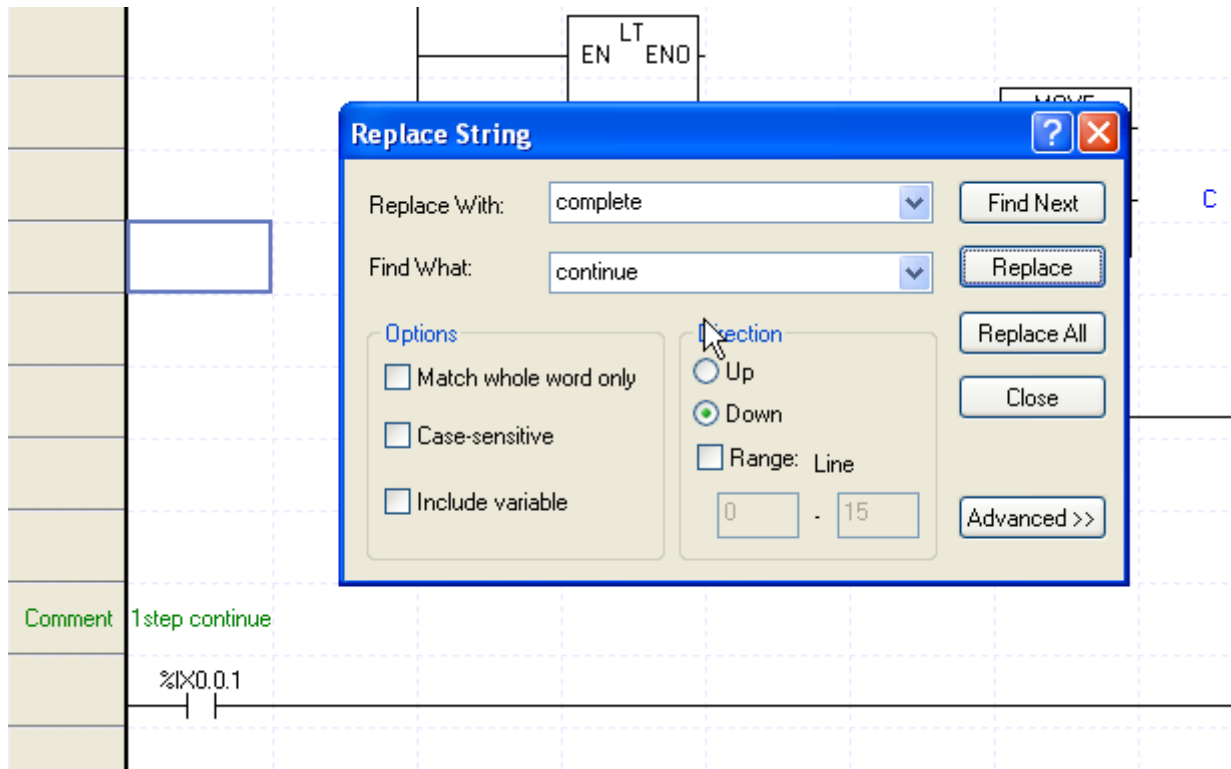 LT
EN ENO
MOVE
Replace String
Replace With: complete Find Next
C
Find What: continue Replace
Options Direction Replace All
Match whole word only Up
Close
Case-sensitive Down
Range: Line
Include variable 0 - 15 Advanced >>
Comment 1step continue
%IX0.0.1